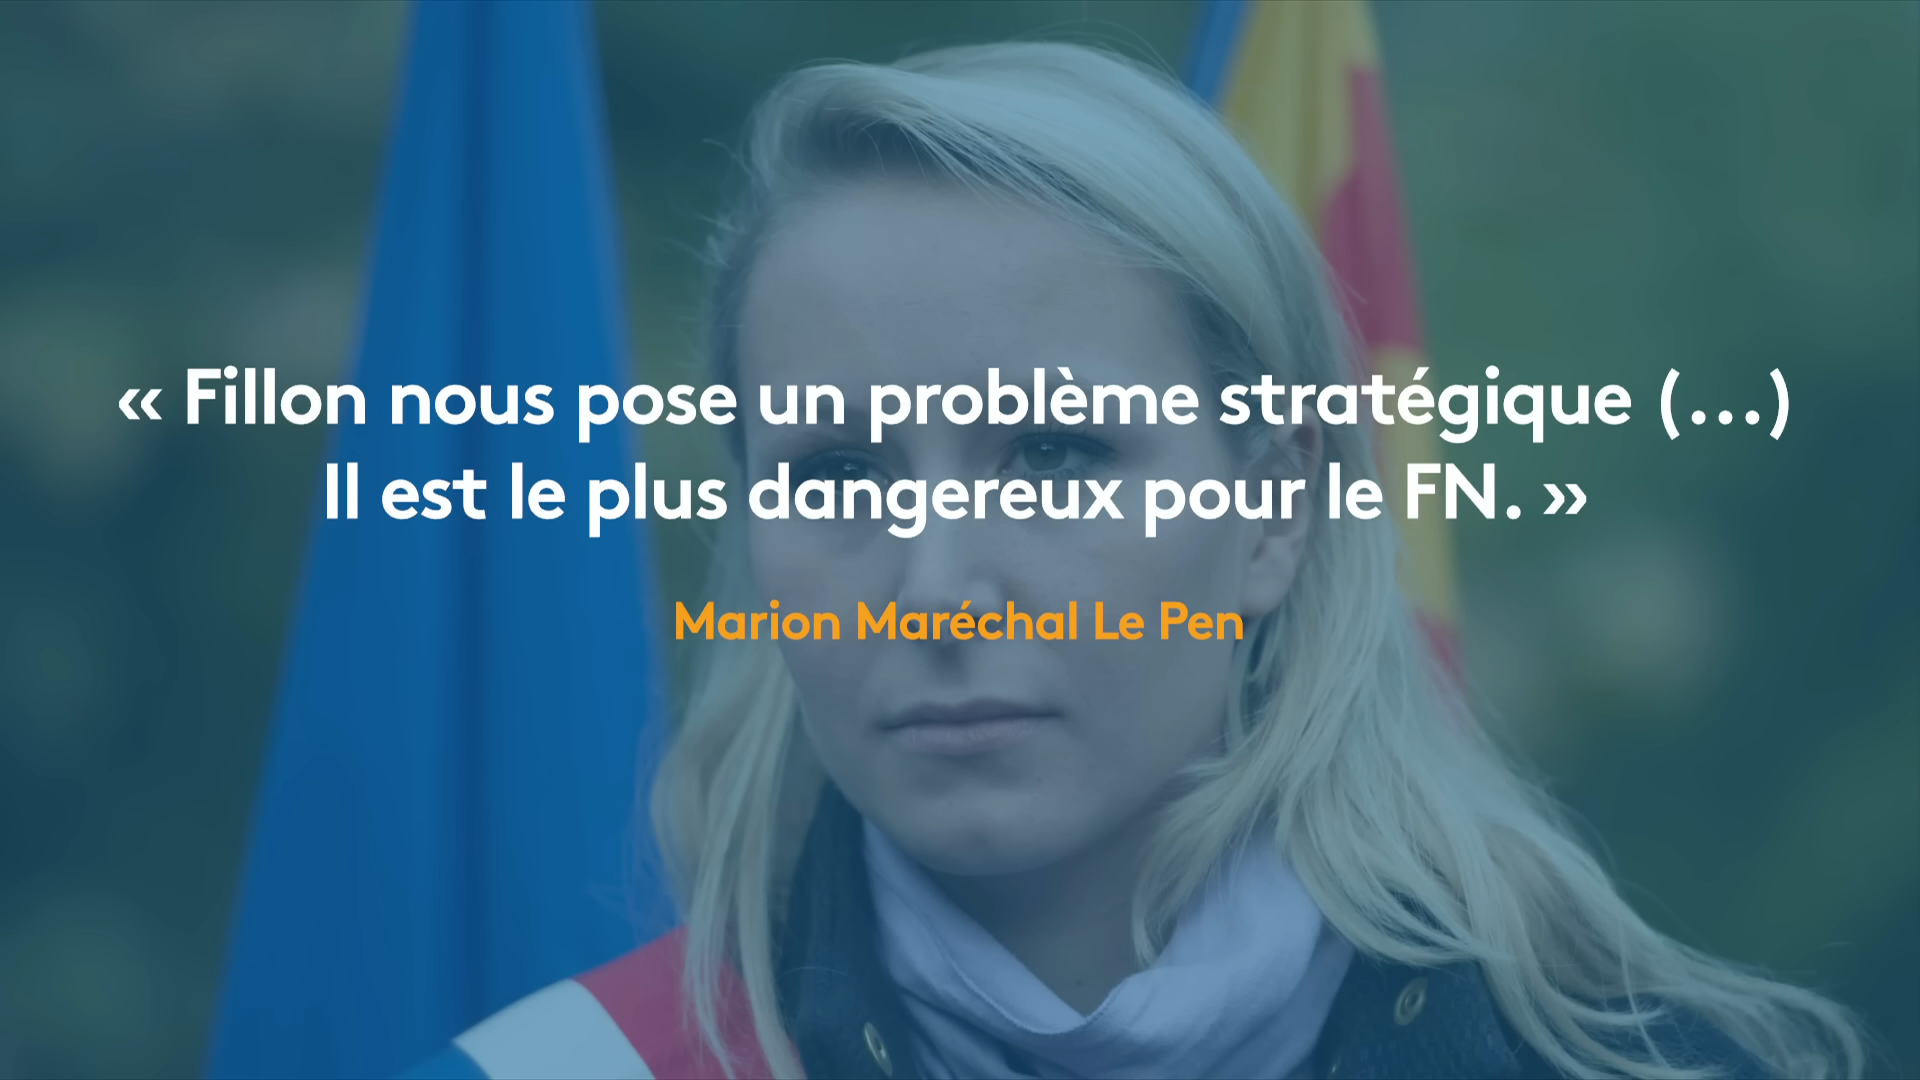 « Fillon nous pose un problème stratégique (...)
Il est le plus dangereux pour le FN. »
Marion Maréchal Le Pen